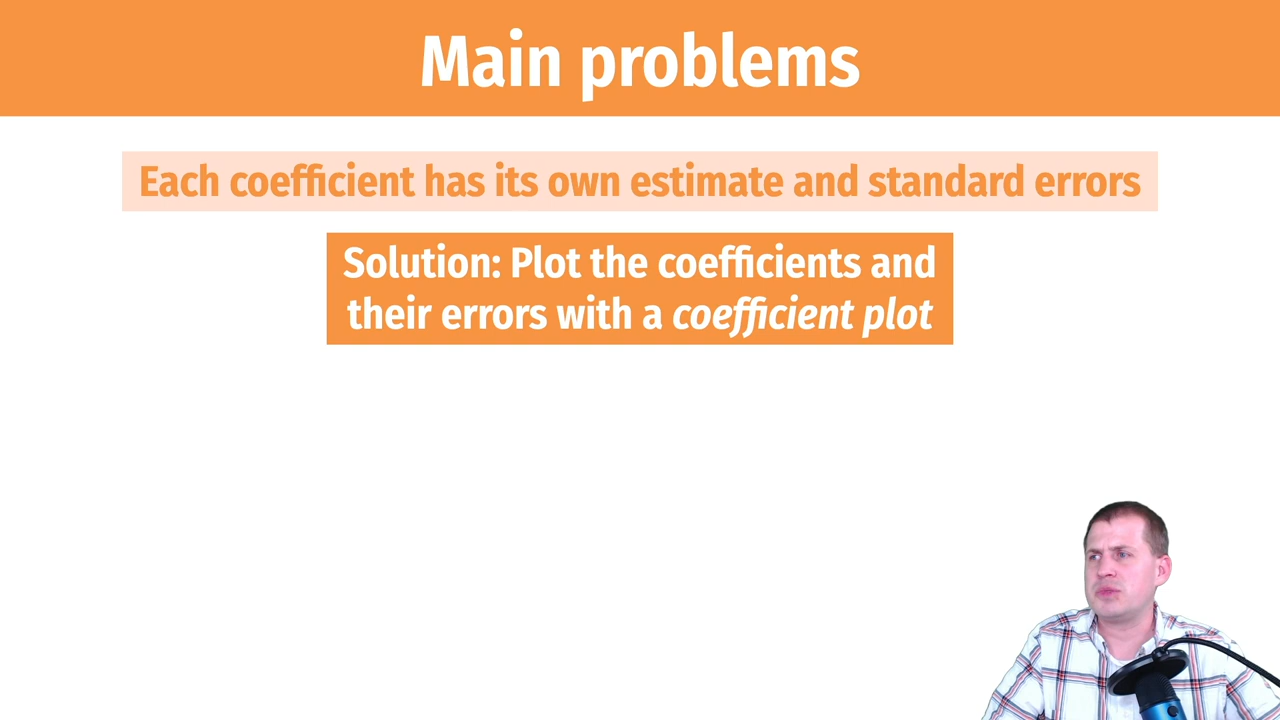 Main problems
Each coefficient has its own estimate and standard errors
Solution: Plot the coefficients and
their errors with a coefficient plot